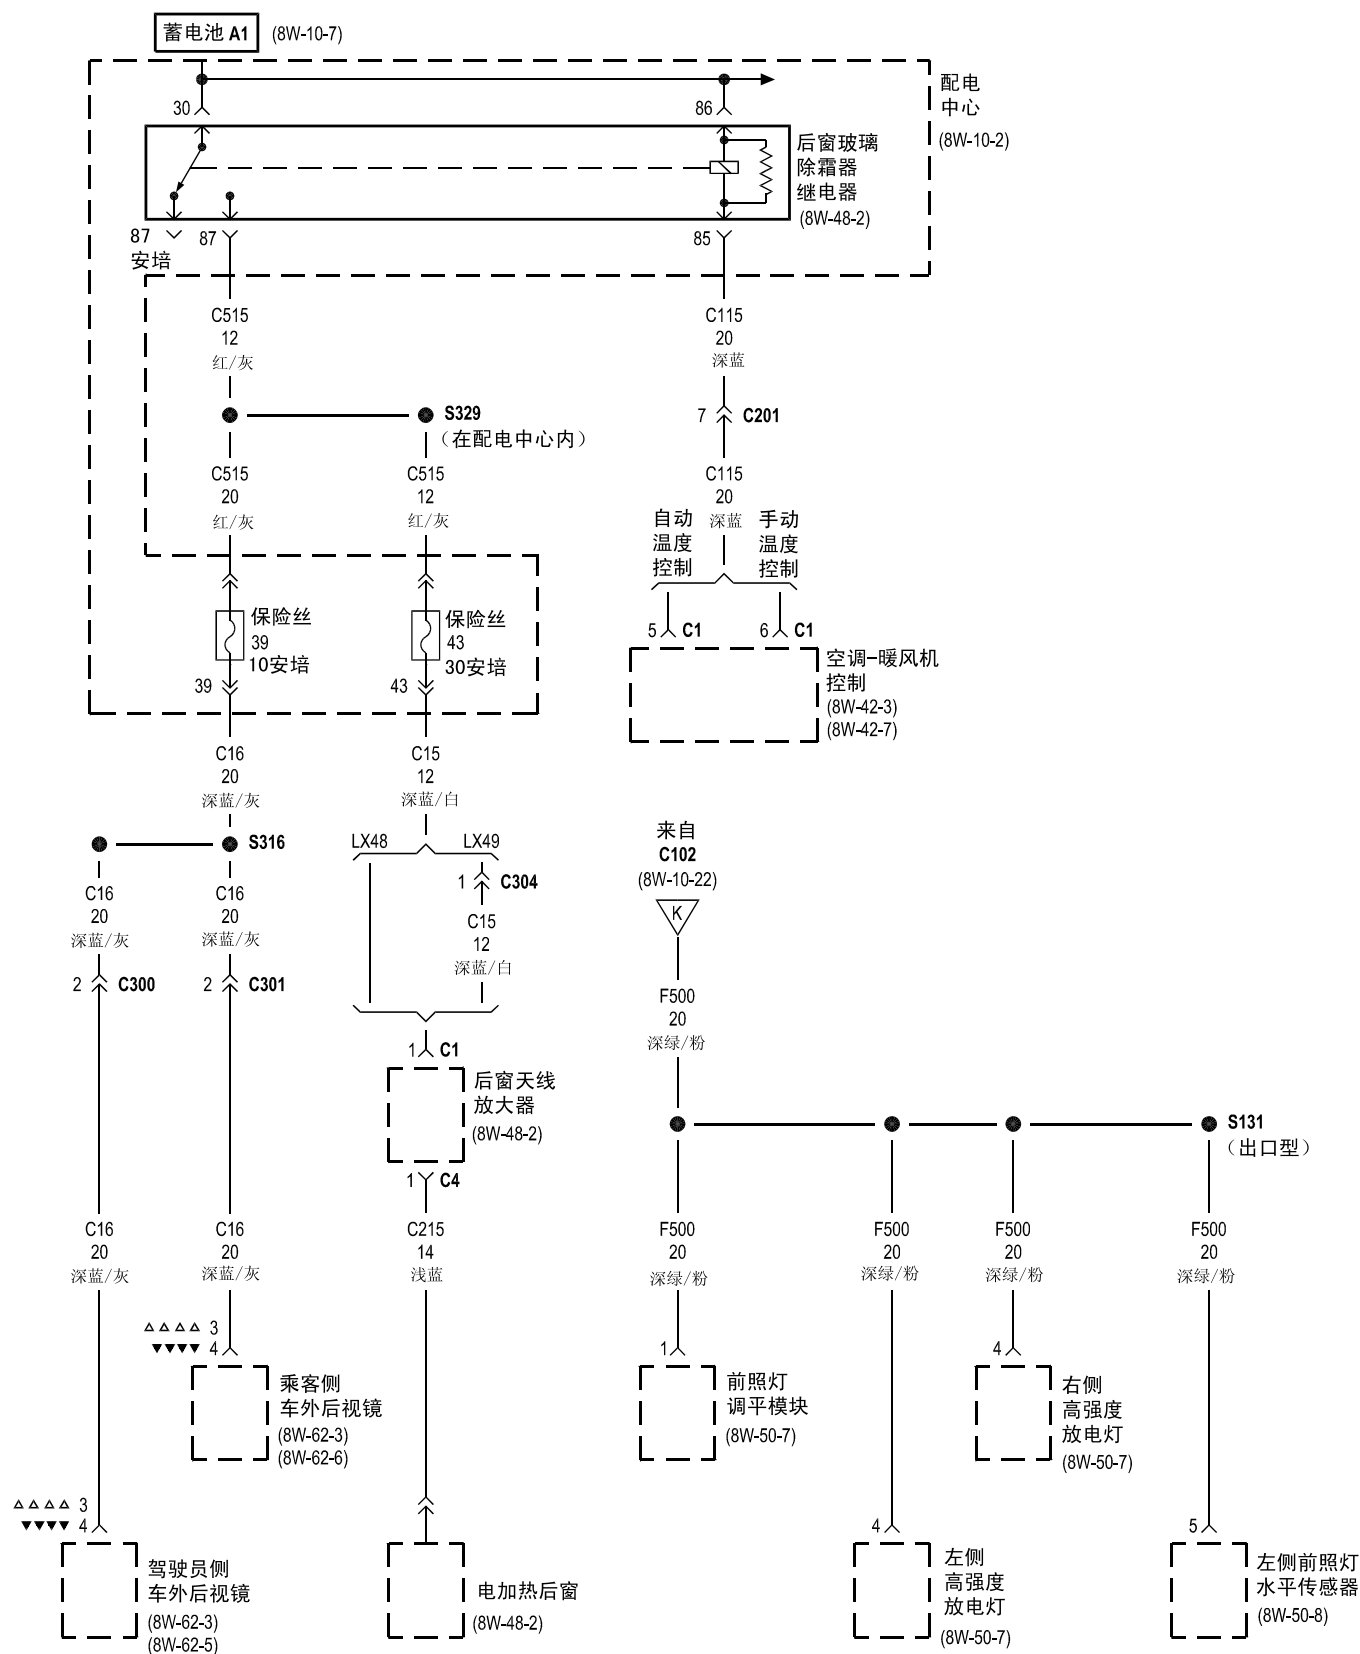 蓄电池 A1
(8W-10-7)
配电
中心
(8W-10-2)
30
86
后窗玻璃
除霜器
继电器
(8W-48-2)
87
安培
87
85
C515
12
红/灰
C115
20
深蓝
S329
(在配电中心内)
7
C201
C515
20
红/灰
C515
12
红/灰
C115
20
深蓝
自动
温度
控制
手动
温度
控制
保险丝
39
10安培
保险丝
43
30安培
5
C1
6
C1
空调-暖风机
控制
(8W-42-3)
(8W-42-7)
39
43
C16
20
深蓝/灰
C15
12
深蓝/白
S316
LX48
LX49
来自
C102
(8W-10-22)
K
C16
20
深蓝/灰
C16
20
深蓝/灰
1
C304
C15
12
深蓝/白
2
C300
2
C301
F500
20
深绿/粉
1
C1
后窗天线
放大器
(8W-48-2)
S131
(出口型)
1
C4
C16
20
深蓝/灰
C16
20
深蓝/灰
C215
14
浅蓝
F500
20
深绿/粉
F500
20
深绿/粉
F500
20
深绿/粉
F500
20
深绿/粉
△△△△ 3
▼▼▼▼ 4
1
4
乘客侧
车外后视镜
(8W-62-3)
(8W-62-6)
前照灯
调平模块
(8W-50-7)
右侧
高强度
放电灯
(8W-50-7)
△△△△ 3
▼▼▼▼ 4
4
5
驾驶员侧
车外后视镜
(8W-62-3)
(8W-62-5)
电加热后窗
(8W-48-2)
左侧
高强度
放电灯
(8W-50-7)
左侧前照灯
水平传感器
(8W-50-8)